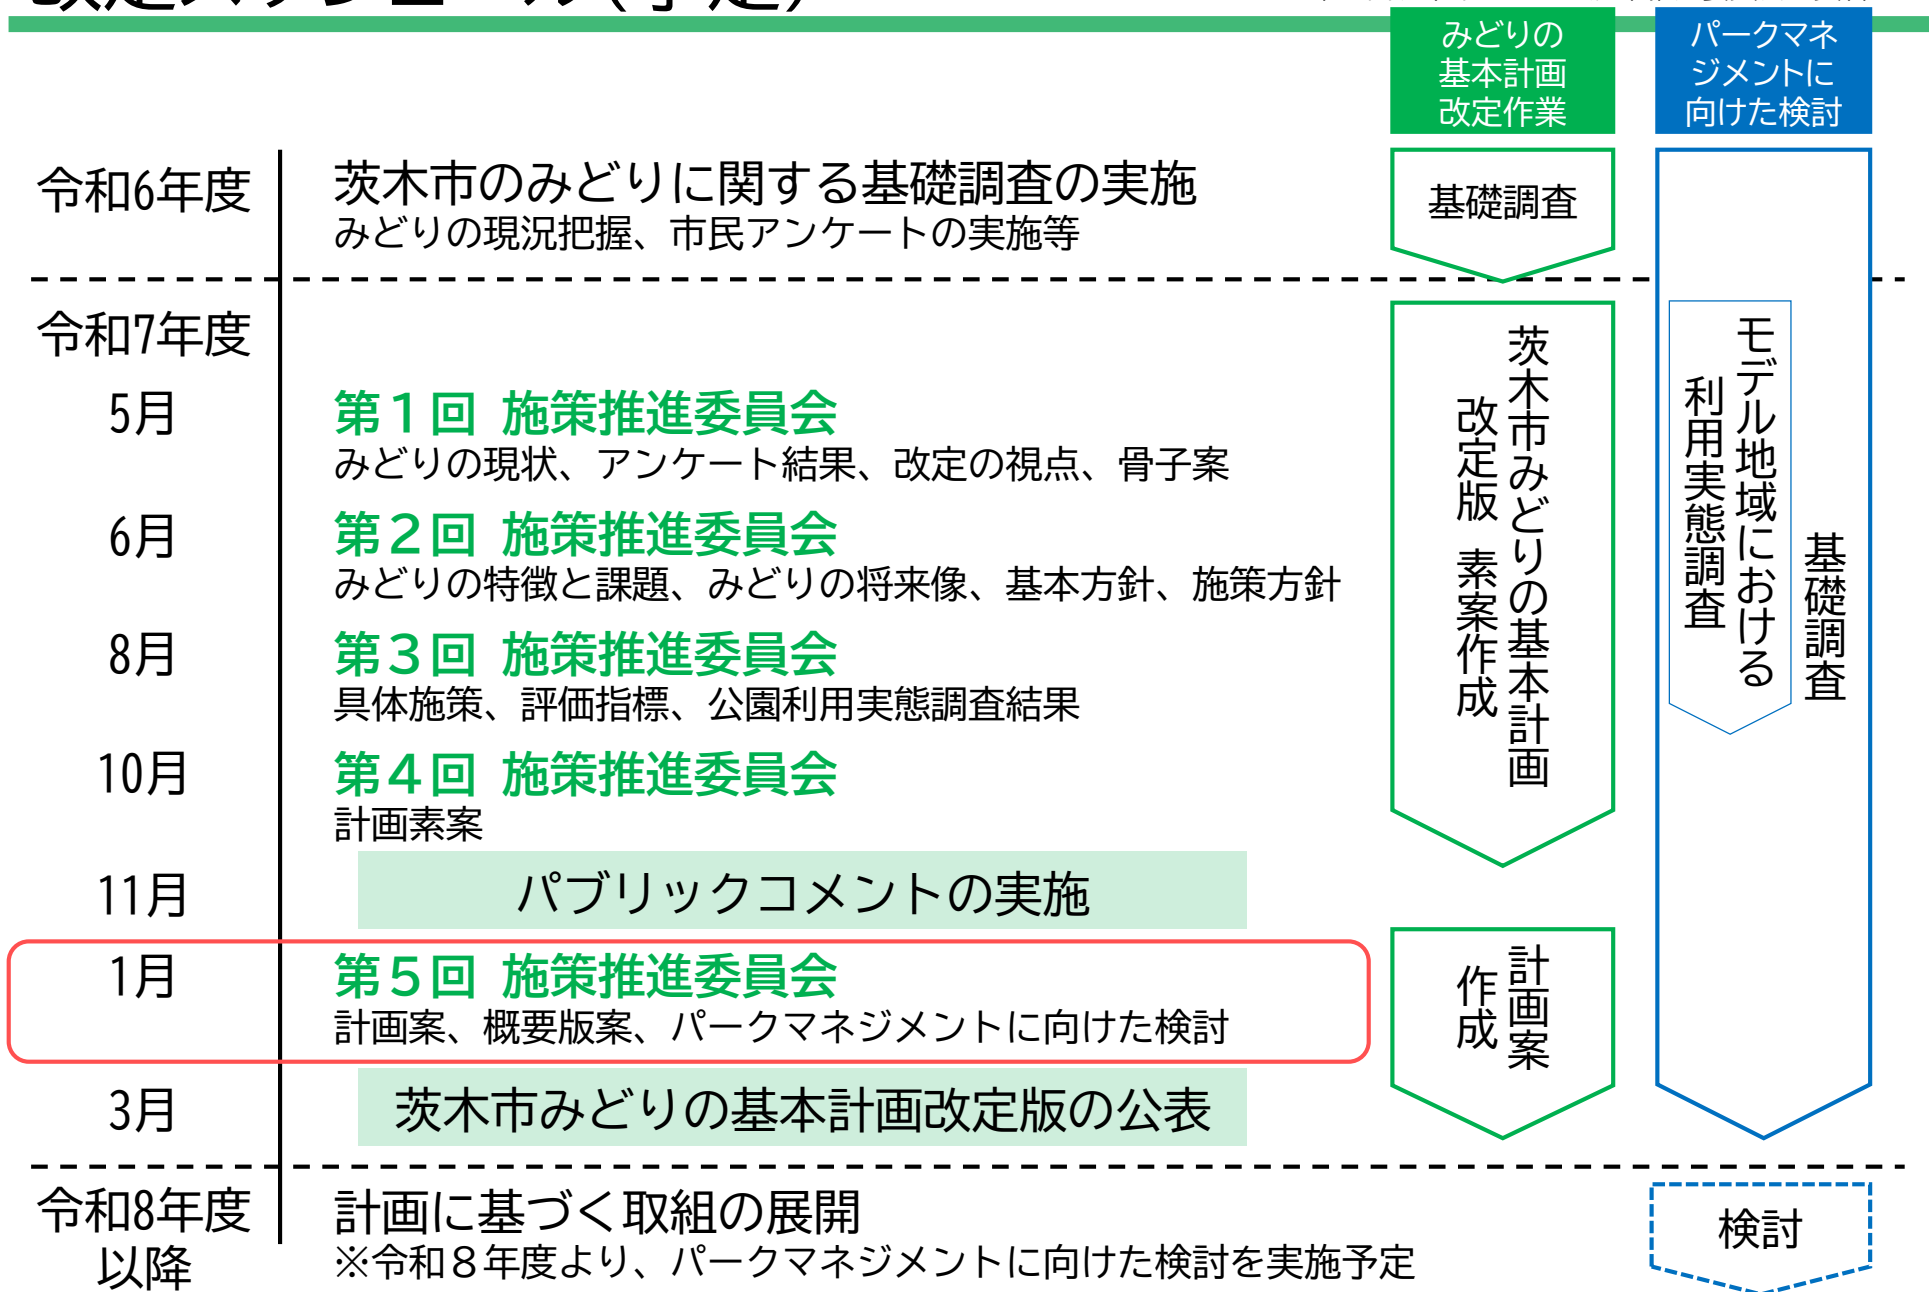 改定スケジュール(予定)
みどりの
基本計画
改定作業
パークマネ
ジメントに
向けた検討
令和6年度
茨木市のみどりに関する基礎調査の実施
みどりの現況把握、市民アンケートの実施等
基礎調査
令和7年度
5月
第1回 施策推進委員会
みどりの現状、アンケート結果、改定の視点、骨子案
6月
第2回 施策推進委員会
みどりの特徴と課題、みどりの将来像、基本方針、施策方針
8月
第3回 施策推進委員会
具体施策、評価指標、公園利用実態調査結果
10月
第4回 施策推進委員会
計画素案
11月
パブリックコメントの実施
1月
第5回 施策推進委員会
計画案、概要版案、パークマネジメントに向けた検討
3月
茨木市みどりの基本計画改定版の公表
茨木市みどりの基本計画
改定版 素案作成
計画案
作成
モデル地域における
利用実態調査
基礎調査
令和8年度
以降
計画に基づく取組の展開
※令和8年度より、パークマネジメントに向けた検討を実施予定
検討